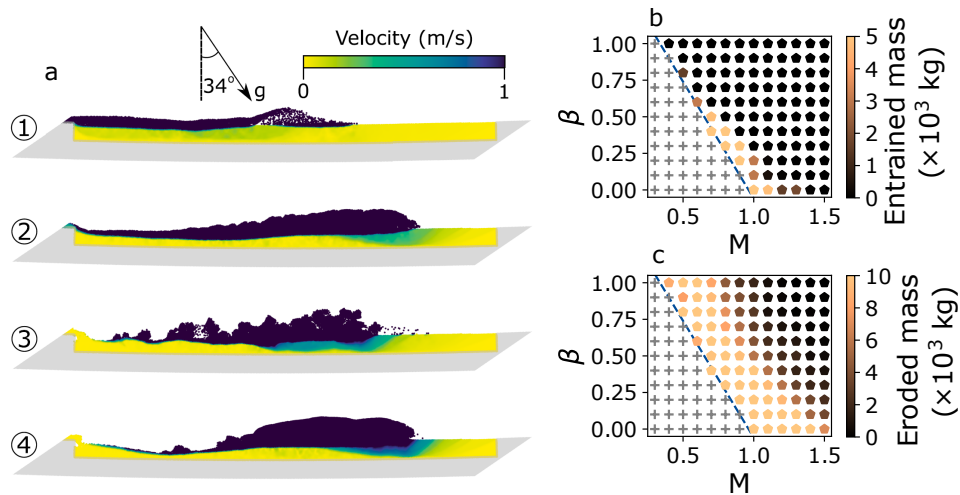 a
34°
g
Velocity (m/s)
0
1
①
②
③
④
b
1.00
0.75
0.50
0.25
0.00
β
0.5
1.0
1.5
M
5
4
3
2
1
0
Entrained mass
(×10³ kg)
c
1.00
0.75
0.50
0.25
0.00
β
0.5
1.0
1.5
M
10
8
6
4
2
0
Eroded mass
(×10³ kg)